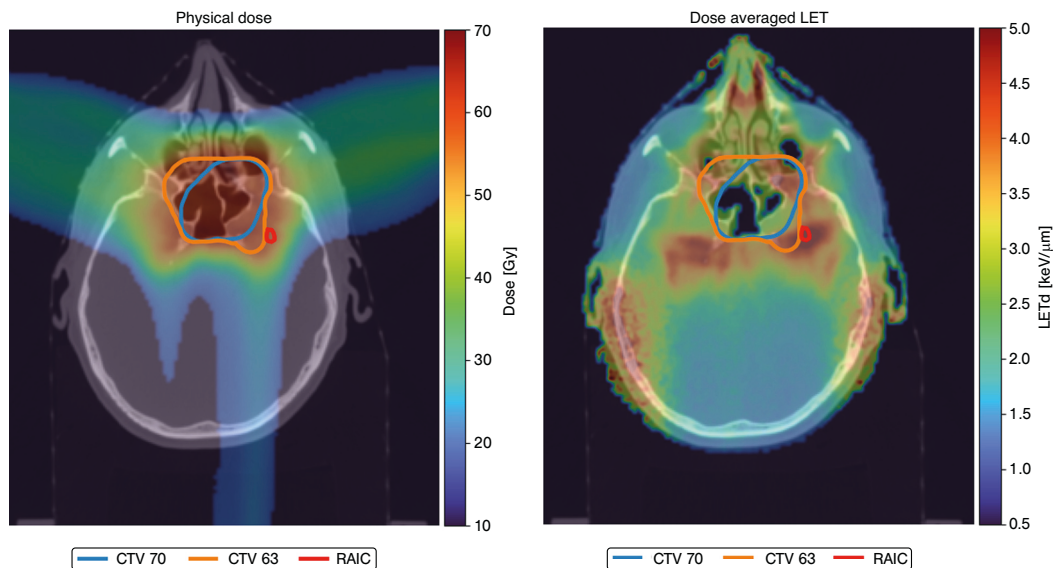 Physical dose
70
60
50
40
30
20
10
Dose [Gy]
CTV 70 CTV 63 RAIC
Dose averaged LET
5.0
4.5
4.0
3.5
3.0
2.5
2.0
1.5
1.0
0.5
LETd [keV/μm]
CTV 70 CTV 63 RAIC